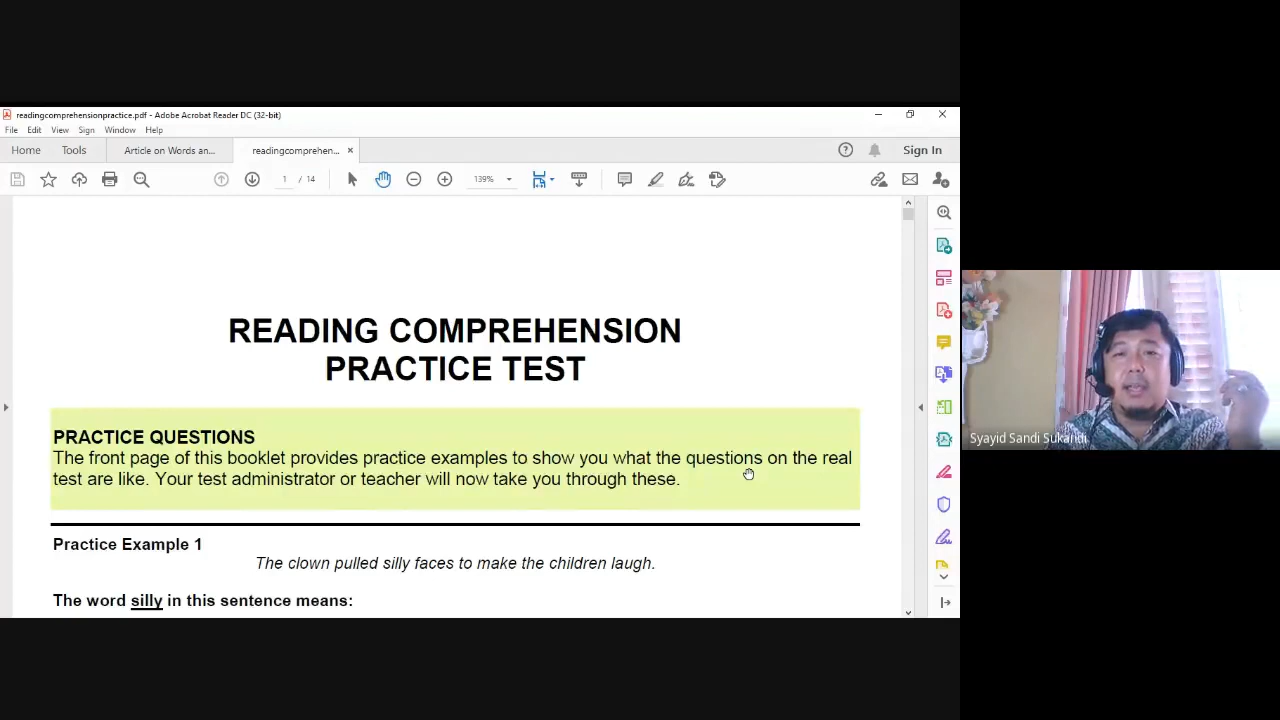 readingcomprehensionpractice.pdf - Adobe Acrobat Reader DC (32-bit)
File Edit View Sign Window Help
Home Tools Article on Words an... readingcomprehen... × Sign In
1 / 14 139%
READING COMPREHENSION
PRACTICE TEST
PRACTICE QUESTIONS
The front page of this booklet provides practice examples to show you what the questions on the real
test are like. Your test administrator or teacher will now take you through these.
Practice Example 1
The clown pulled silly faces to make the children laugh.
The word silly in this sentence means:
Syayid Sandi Sukandi